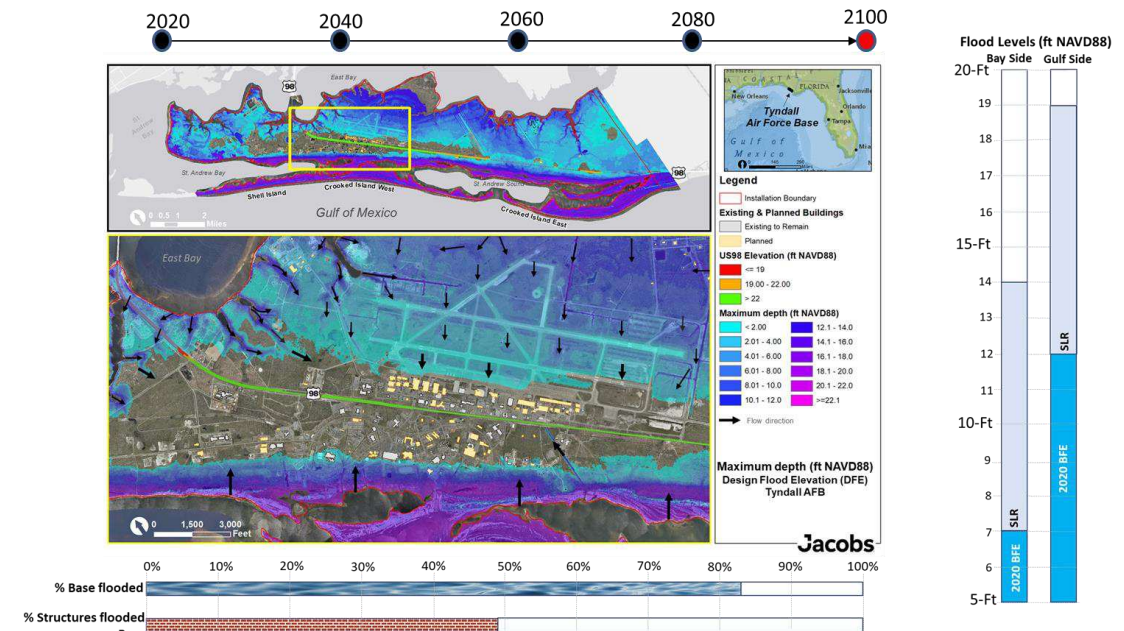 2020 2040 2060 2080 2100
Flood Levels (ft NAVD88)
Bay Side Gulf Side
20-Ft
19
18
17
16
15-Ft
14
13
12
11
10-Ft
9
8
7
6
5-Ft
SLR
2020 BFE
SLR
2020 BFE
East Bay
98
St. Andrew Bay
St. Andrew Bay
Shell Island
Crooked Island West
St. Andrew Sound
98
Crooked Island East
Gulf of Mexico
0 0.5 1 2
Miles
COASTAL
FLORIDA
New Orleans
Jacksonville
Orlando
Tampa
Tyndall
Air Force Base
Gulf of
Mexico
Legend
Installation Boundary
Existing & Planned Buildings
Existing to Remain
Planned
US98 Elevation (ft NAVD88)
<= 19
19.00 - 22.00
> 22
Maximum depth (ft NAVD88)
< 2.00 12.1 - 14.0
2.01 - 4.00 14.1 - 16.0
4.01 - 6.00 16.1 - 18.0
6.01 - 8.00 18.1 - 20.0
8.01 - 10.0 20.1 - 22.0
10.1 - 12.0 >=22.1
Flow direction
Maximum depth (ft NAVD88)
Design Flood Elevation (DFE)
Tyndall AFB
Jacobs
East Bay
98
0 1,500 3,000
Feet
0% 10% 20% 30% 40% 50% 60% 70% 80% 90% 100%
% Base flooded
% Structures flooded